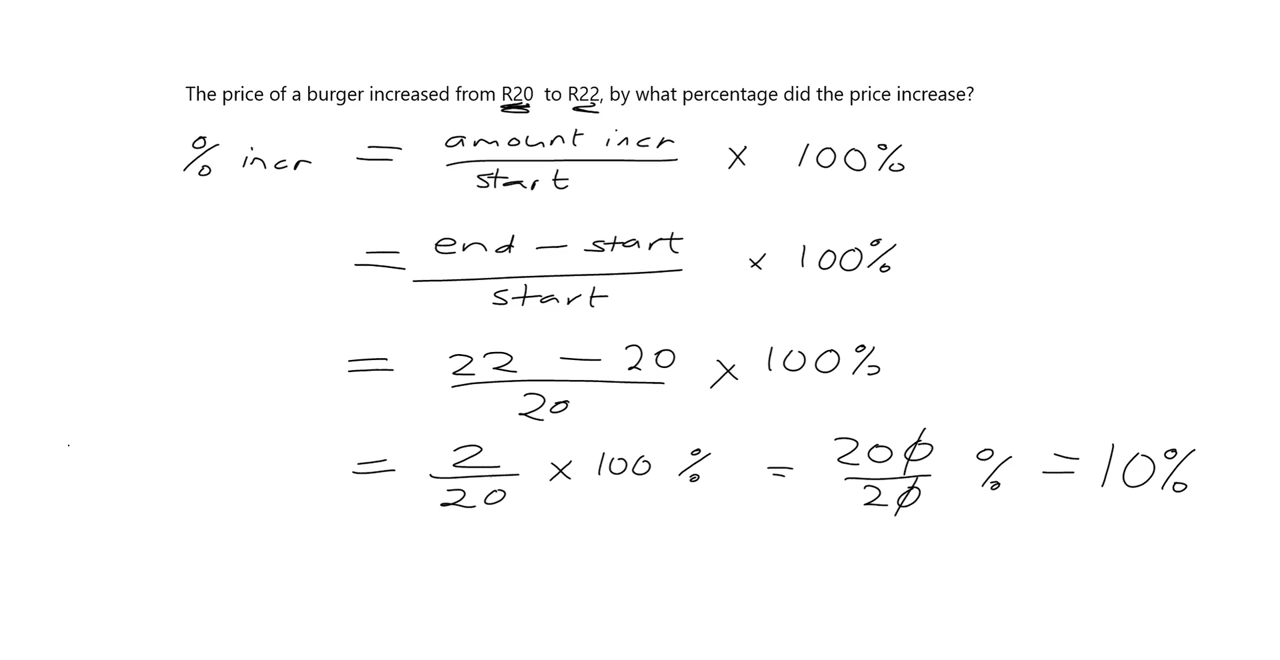 The price of a burger increased from R20 to R22, by what percentage did the price increase?
% incr = amount incr / start × 100%
= end − start / start × 100%
= 22 − 20 / 20 × 100%
= 2 / 20 × 100 % = 200 / 20 % = 10%